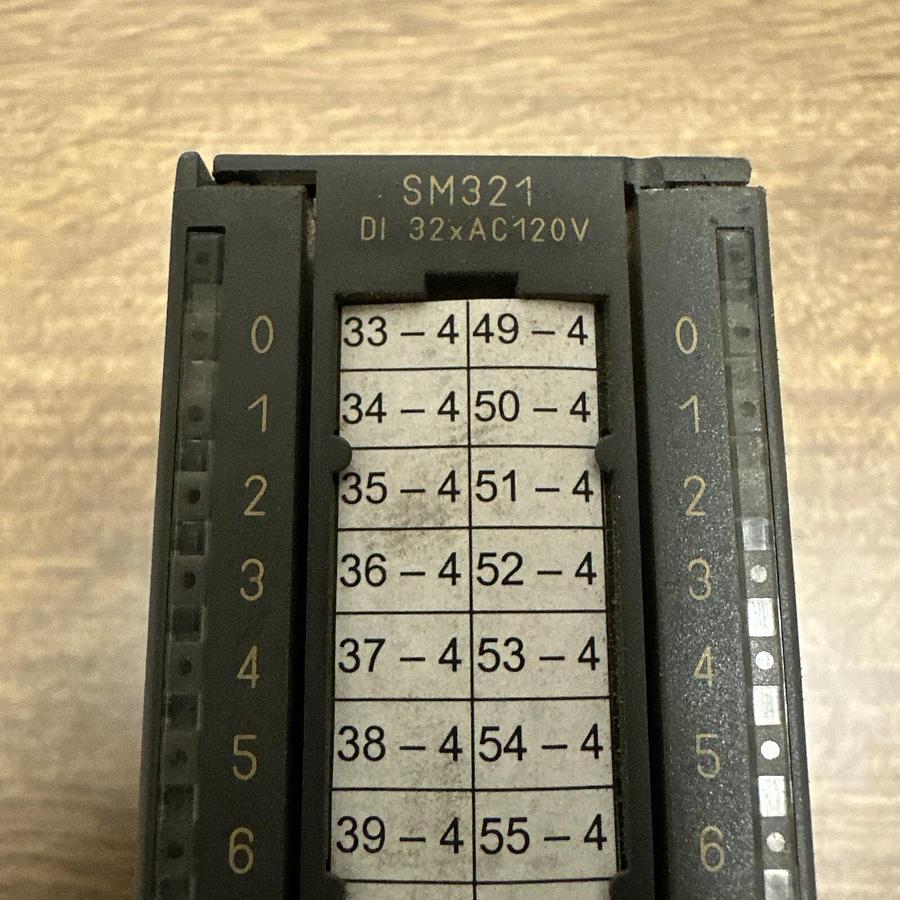 SM321
DI 32xAC120V
0 33 – 4 49 – 4 0
1 34 – 4 50 – 4 1
2 35 – 4 51 – 4 2
3 36 – 4 52 – 4 3
4 37 – 4 53 – 4 4
5 38 – 4 54 – 4 5
6 39 – 4 55 – 4 6